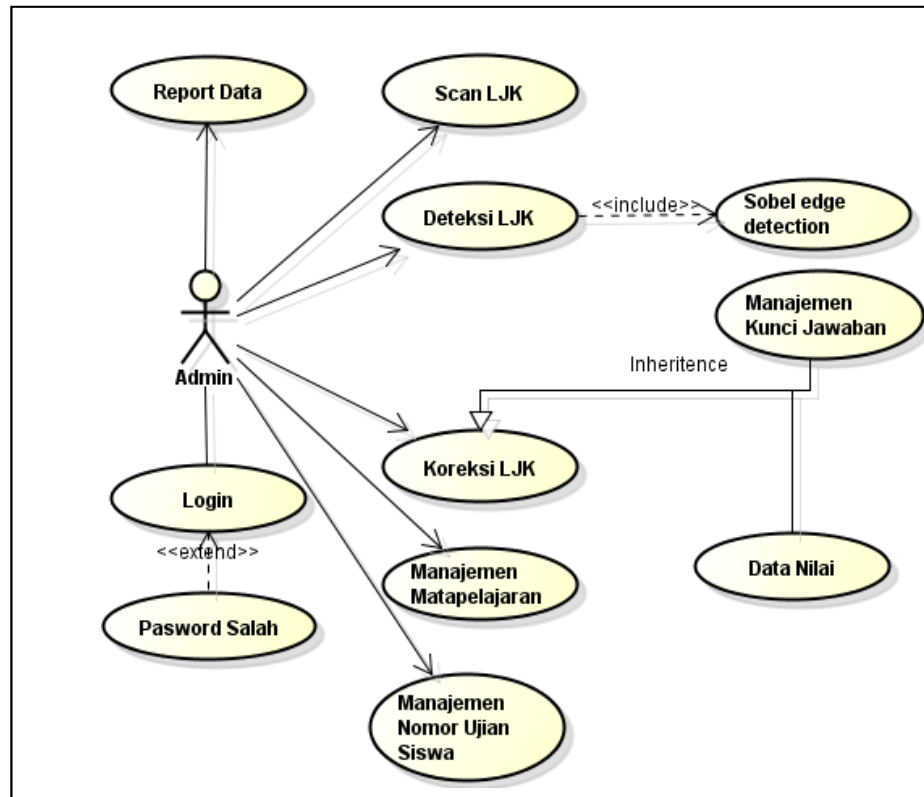 Report Data
Scan LJK
Deteksi LJK
<<include>>
Sobel edge
detection
Manajemen
Kunci Jawaban
Admin
Inheritence
Koreksi LJK
Login
<<extend>>
Manajemen
Matapelajaran
Data Nilai
Pasword Salah
Manajemen
Nomor Ujian
Siswa